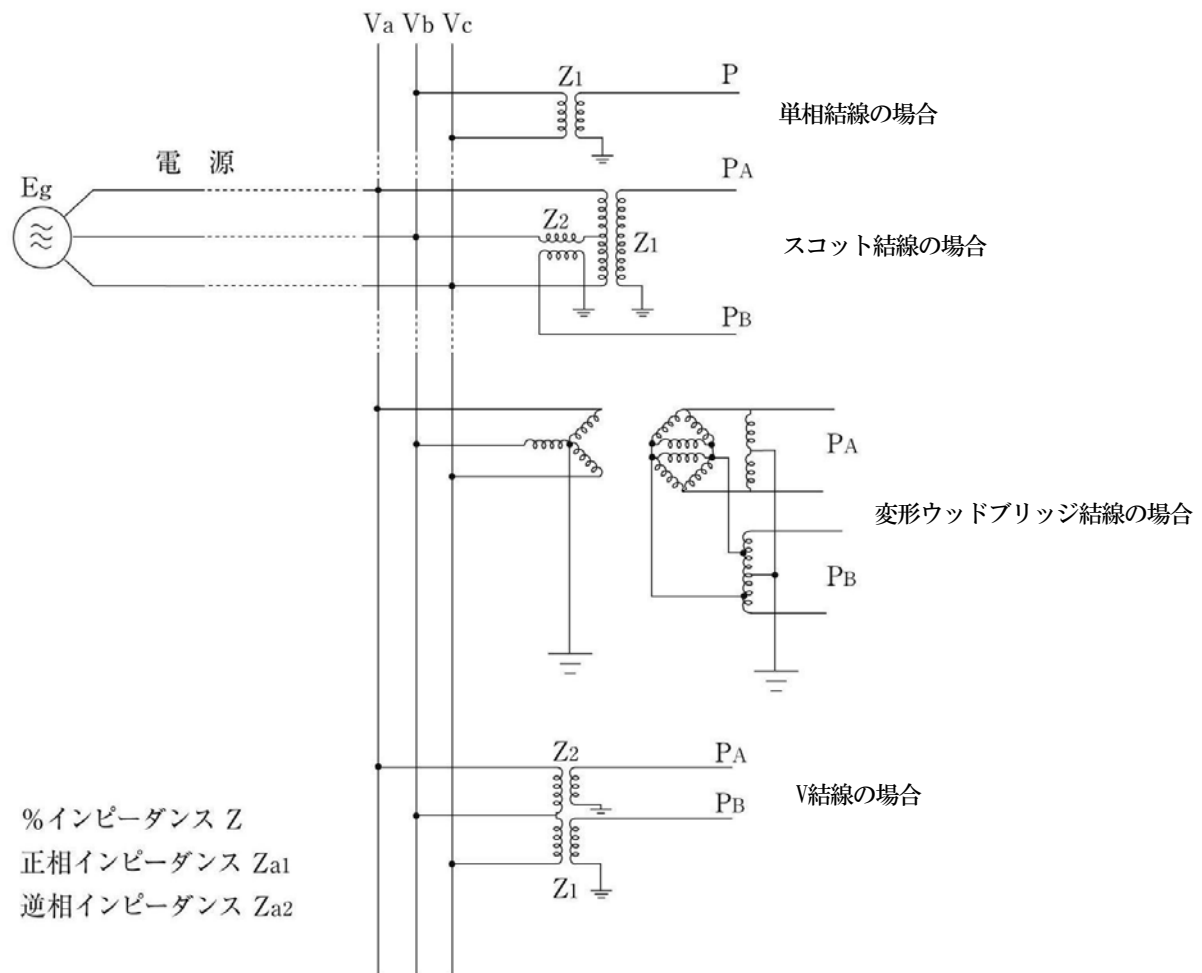 Va Vb Vc
Z1
P
単相結線の場合
電 源
PA
Eg
Z2
Z1
スコット結線の場合
PB
PA
変形ウッドブリッジ結線の場合
PB
Z2
PA
V結線の場合
PB
Z1
%インピーダンス Z
正相インピーダンス Za1
逆相インピーダンス Za2